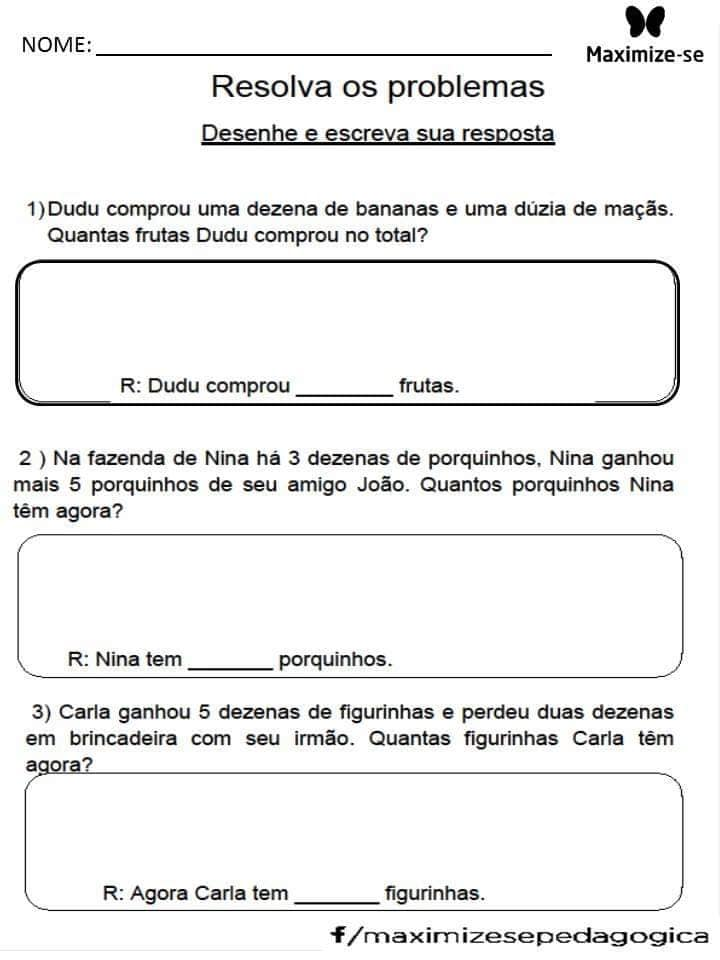 NOME:
Maximize-se
Resolva os problemas
Desenhe e escreva sua resposta
1)Dudu comprou uma dezena de bananas e uma dúzia de maçãs.
Quantas frutas Dudu comprou no total?
R: Dudu comprou ________ frutas.
2 ) Na fazenda de Nina há 3 dezenas de porquinhos, Nina ganhou
mais 5 porquinhos de seu amigo João. Quantos porquinhos Nina
têm agora?
R: Nina tem _______ porquinhos.
3) Carla ganhou 5 dezenas de figurinhas e perdeu duas dezenas
em brincadeira com seu irmão. Quantas figurinhas Carla têm
agora?
R: Agora Carla tem _______ figurinhas.
f/maximizesepedagogica